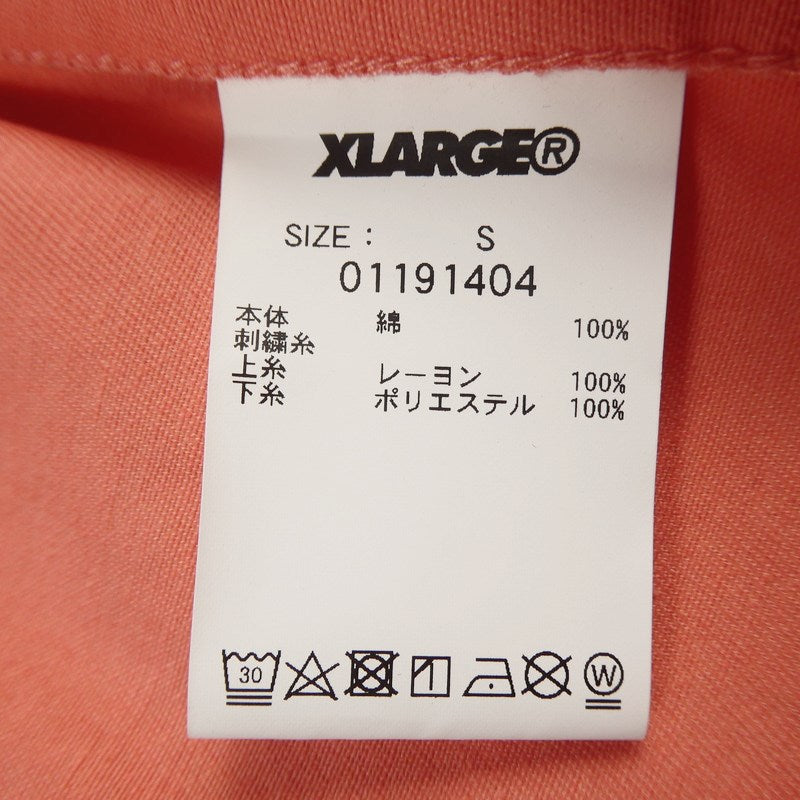 XLARGE®
SIZE : S
01191404
本体 綿 100%
刺繍糸
上糸 レーヨン 100%
下糸 ポリエステル 100%
30 W